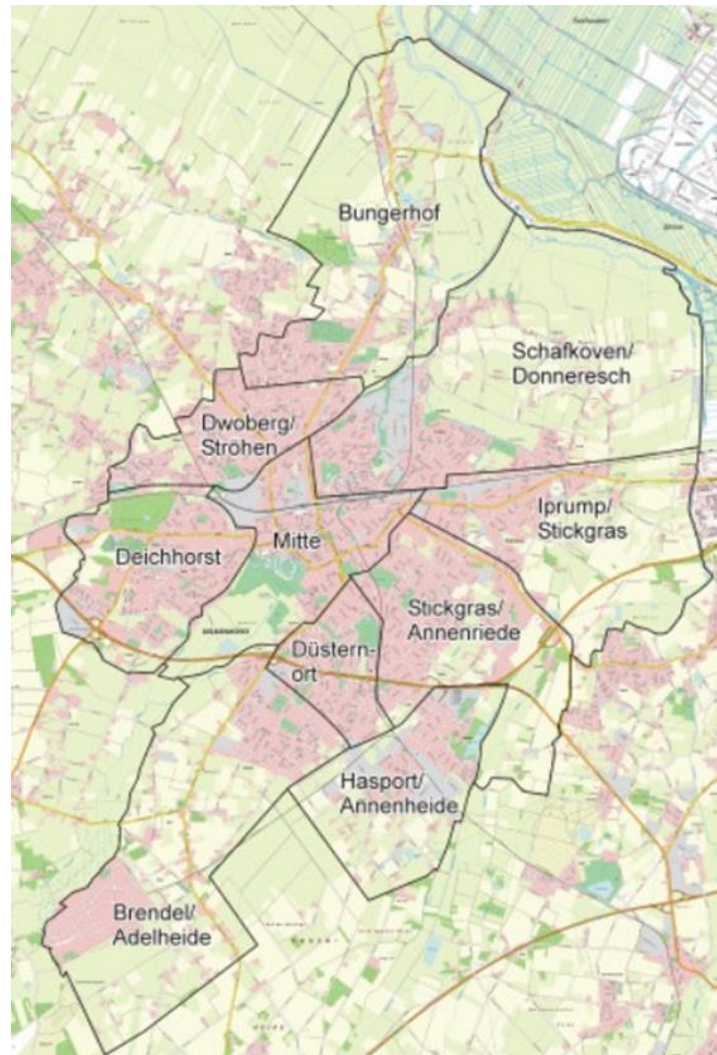 Bungerhof
Schafkoven/
Donneresch
Dwoberg/
Ströhen
Iprump/
Stickgras
Deichhorst
Mitte
Stickgras/
Annenriede
Düstern-
ort
Hasport/
Annenheide
Brendel/
Adelheide